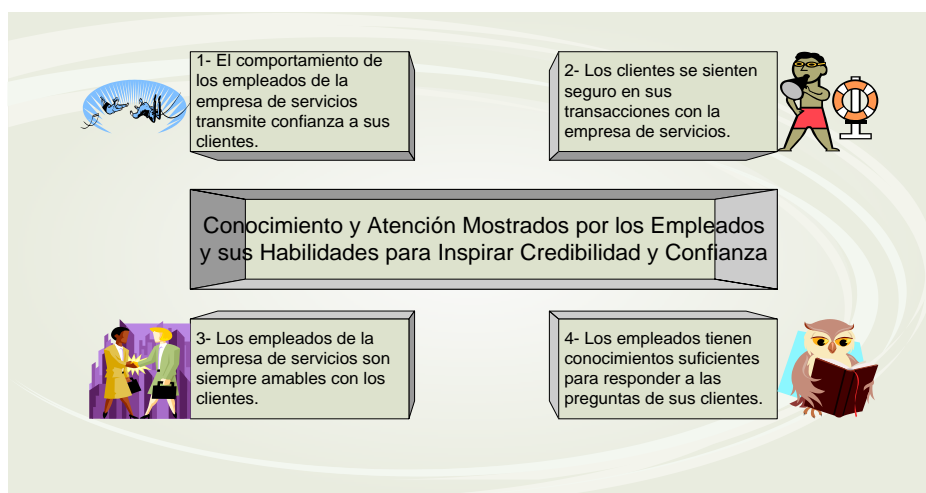 1- El comportamiento de
los empleados de la
empresa de servicios
transmite confianza a sus
clientes.
2- Los clientes se sienten
seguro en sus
transacciones con la
empresa de servicios.
Conocimiento y Atención Mostrados por los Empleados
y sus Habilidades para Inspirar Credibilidad y Confianza
3- Los empleados de la
empresa de servicios son
siempre amables con los
clientes.
4- Los empleados tienen
conocimientos suficientes
para responder a las
preguntas de sus clientes.